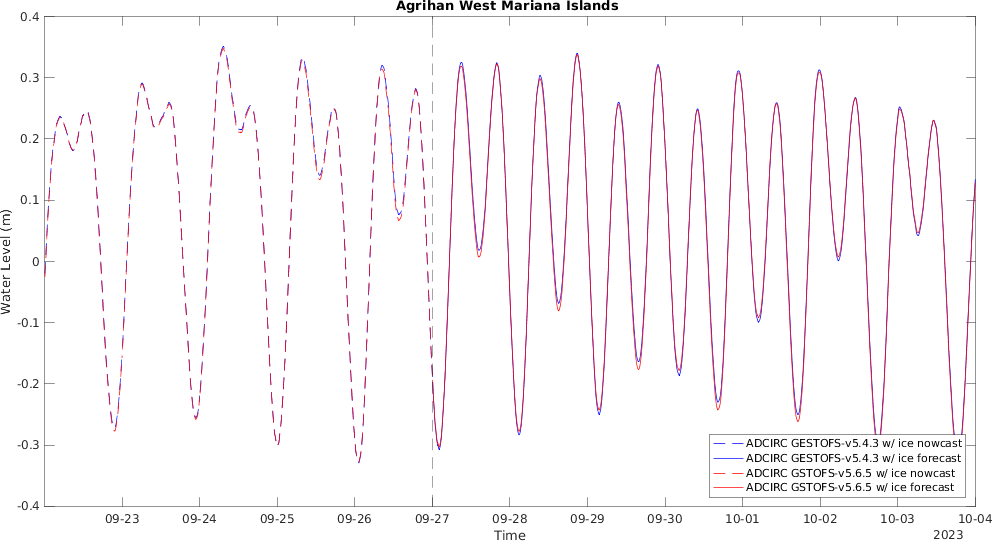 Agrihan West Mariana Islands
0.4
0.3
0.2
0.1
0
-0.1
-0.2
-0.3
-0.4
Water Level (m)
ADCIRC GESTOFS-v5.4.3 w/ ice nowcast
ADCIRC GESTOFS-v5.4.3 w/ ice forecast
ADCIRC GSTOFS-v5.6.5 w/ ice nowcast
ADCIRC GSTOFS-v5.6.5 w/ ice forecast
09-23 09-24 09-25 09-26 09-27 09-28 09-29 09-30 10-01 10-02 10-03 10-04
Time
2023